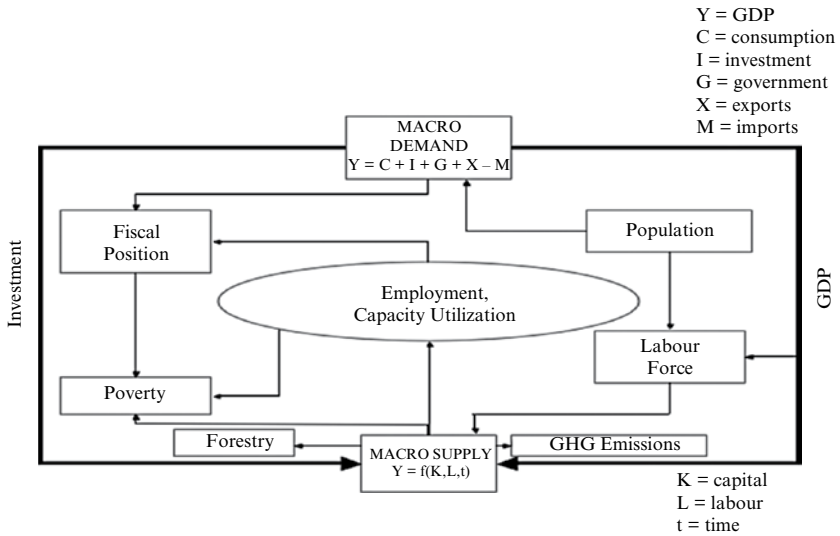 Y = GDP
C = consumption
I = investment
G = government
X = exports
M = imports
MACRO
DEMAND
Y = C + I + G + X – M
Fiscal
Position
Population
Investment
GDP
Employment,
Capacity Utilization
Labour
Force
Poverty
Forestry
MACRO SUPPLY
Y = f(K,L,t)
GHG Emissions
K = capital
L = labour
t = time